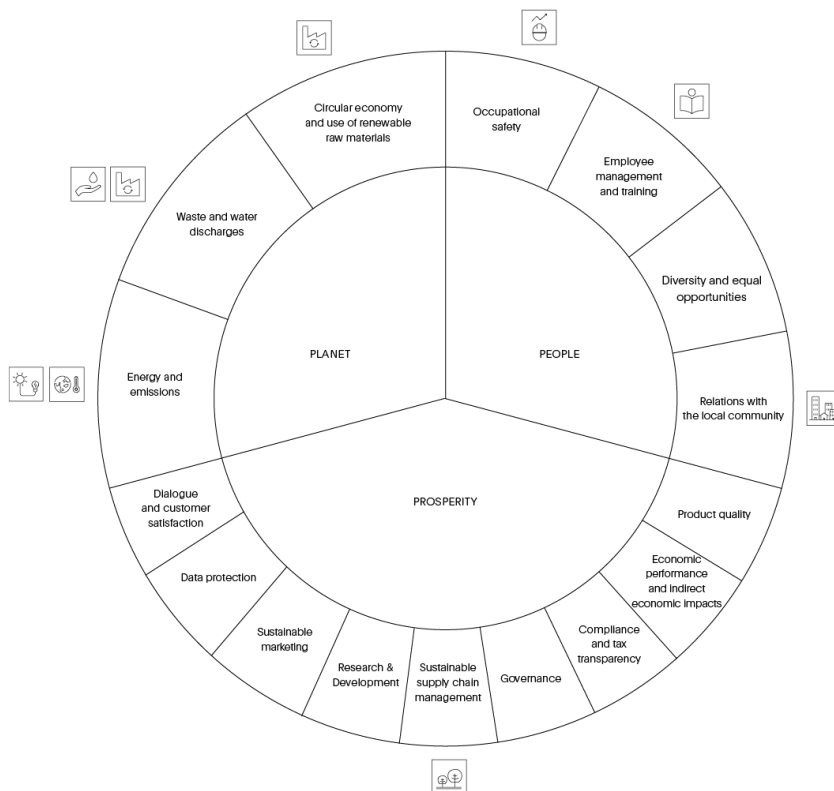 Circular economy
and use of renewable
raw materials
Occupational
safety
Employee
management
and training
Waste and water
discharges
Diversity and equal
opportunities
PLANET
PEOPLE
Energy and
emissions
Relations with
the local community
PROSPERITY
Dialogue
and customer
satisfaction
Product quality
Data protection
Economic
performance
and indirect
economic impacts
Sustainable
marketing
Compliance
and tax
transparency
Research &
Development
Sustainable
supply chain
management
Governance